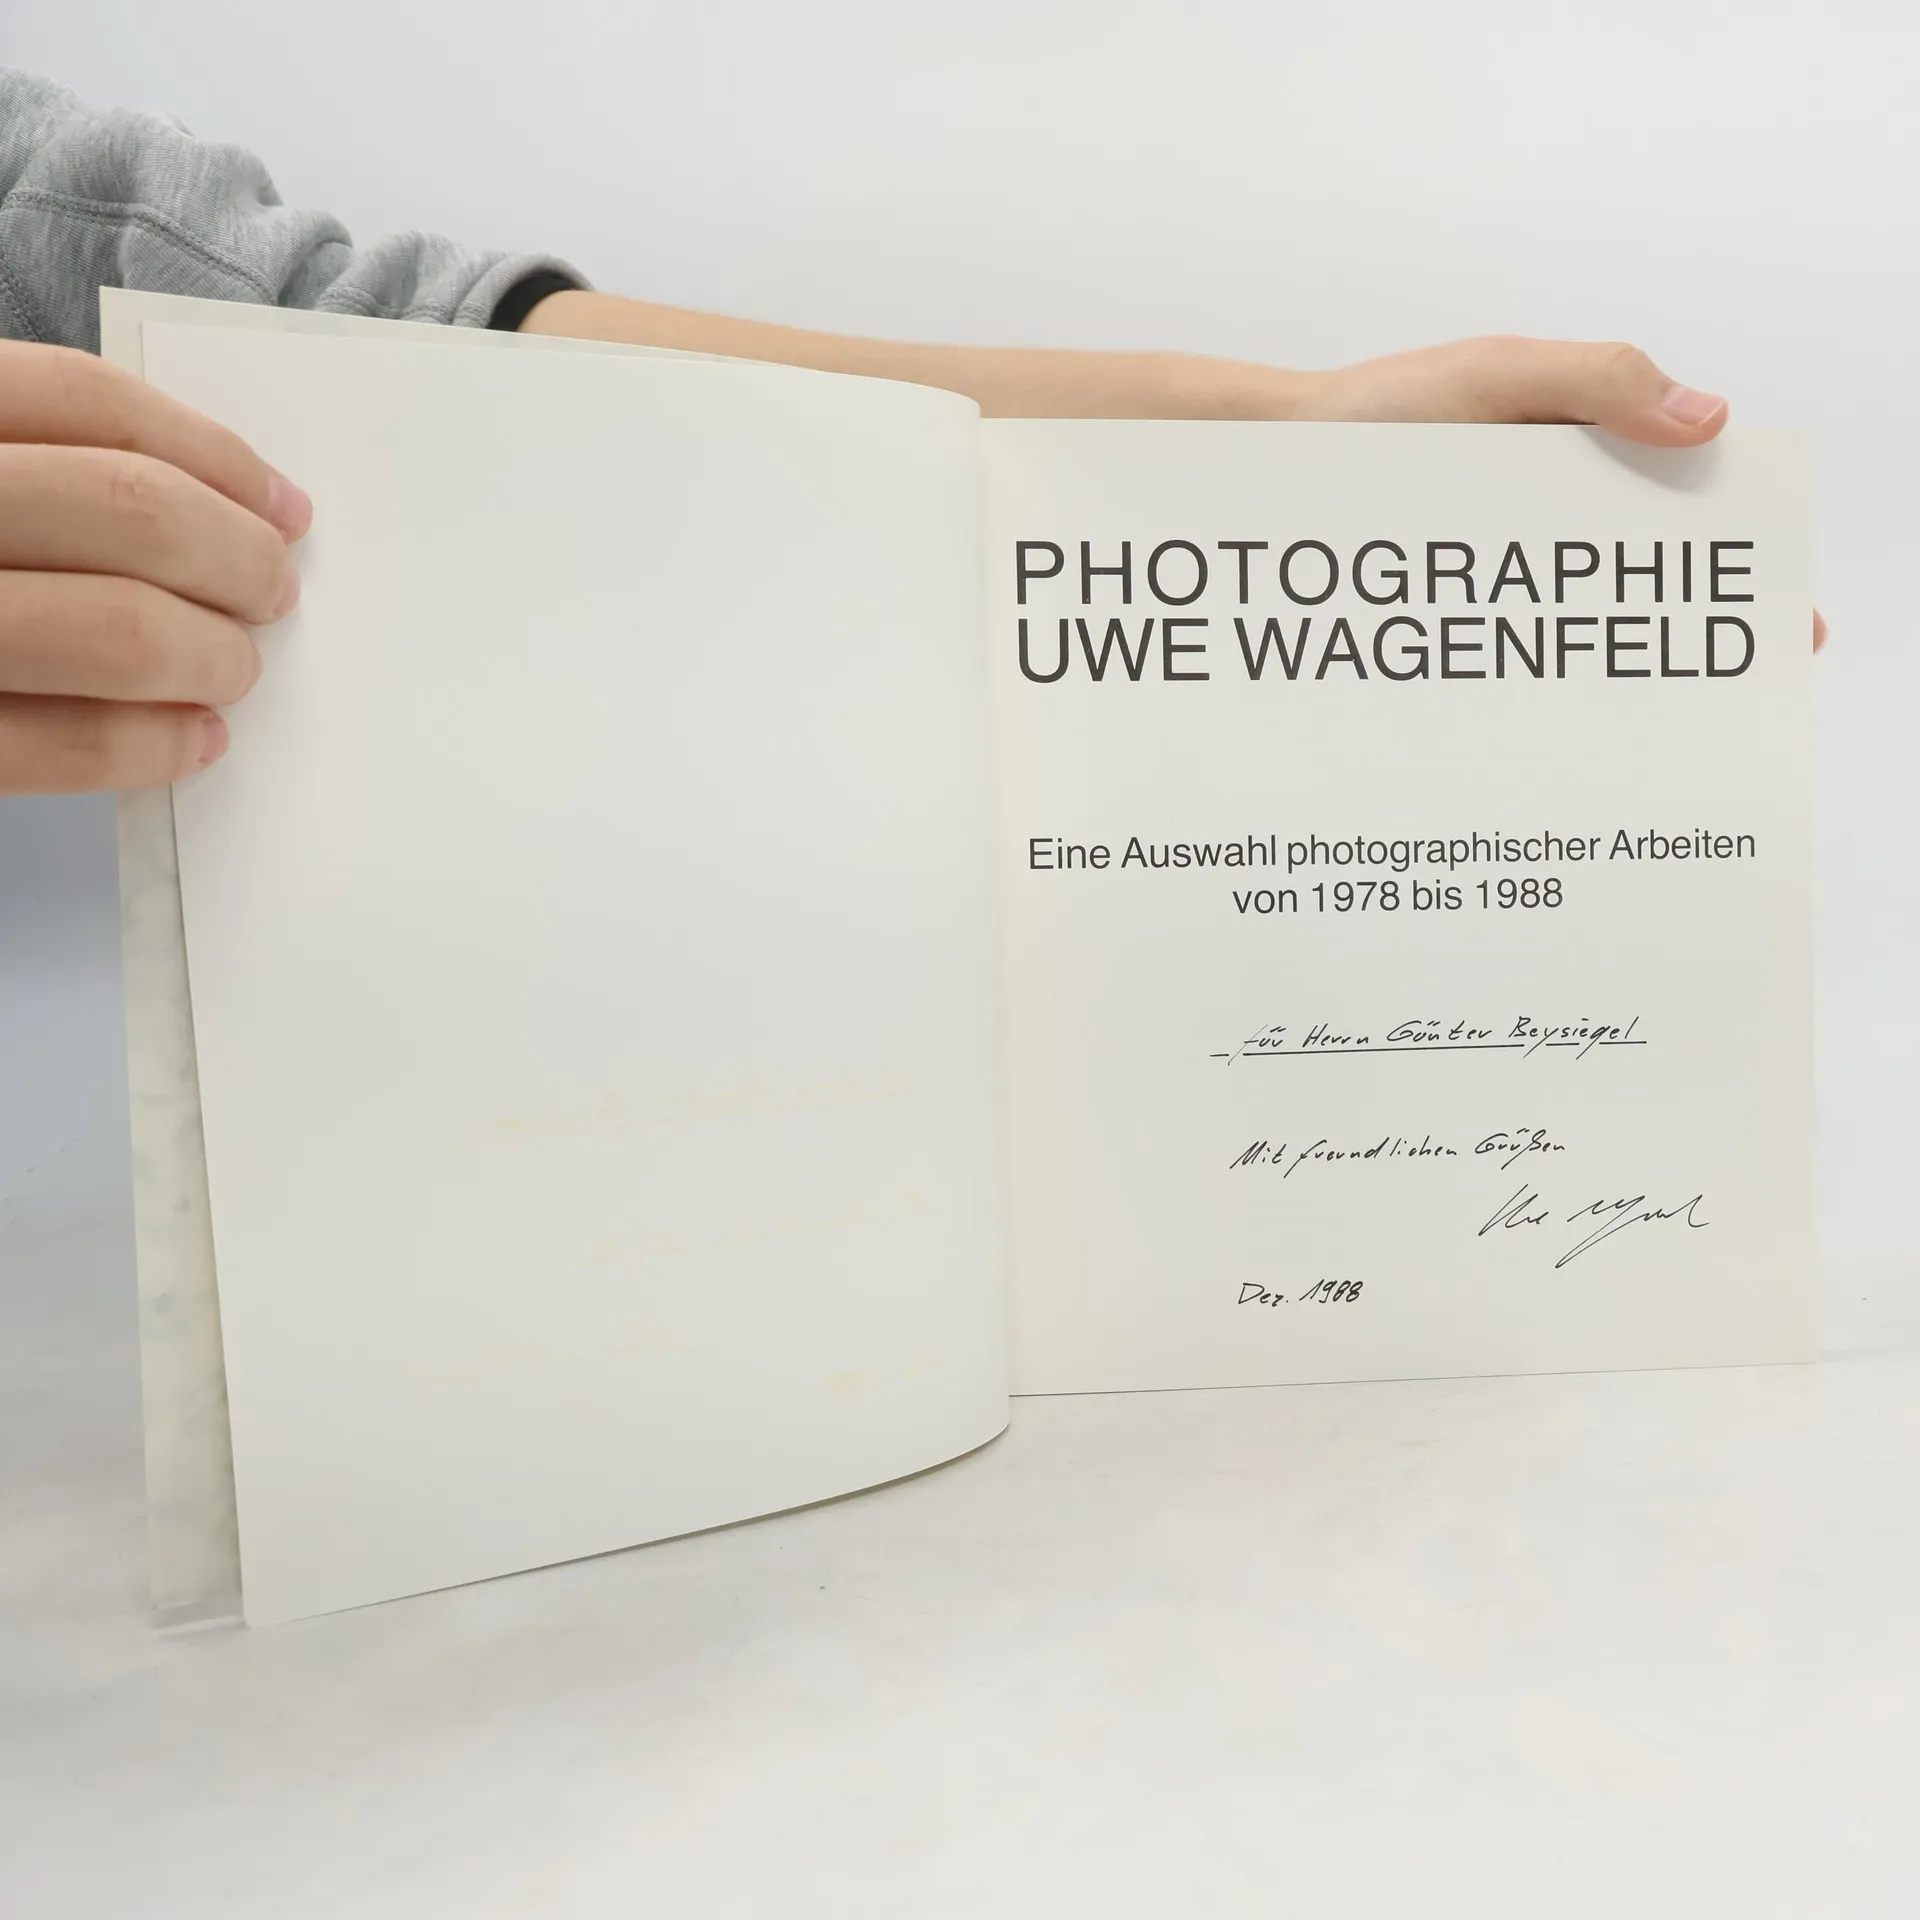 PHOTOGRAPHIE
UWE WAGENFELD
Eine Auswahl photographischer Arbeiten
von 1978 bis 1988
für Herrn Günter Beysiegel
Mit freundlichen Grüßen
Uwe
Dez. 1988